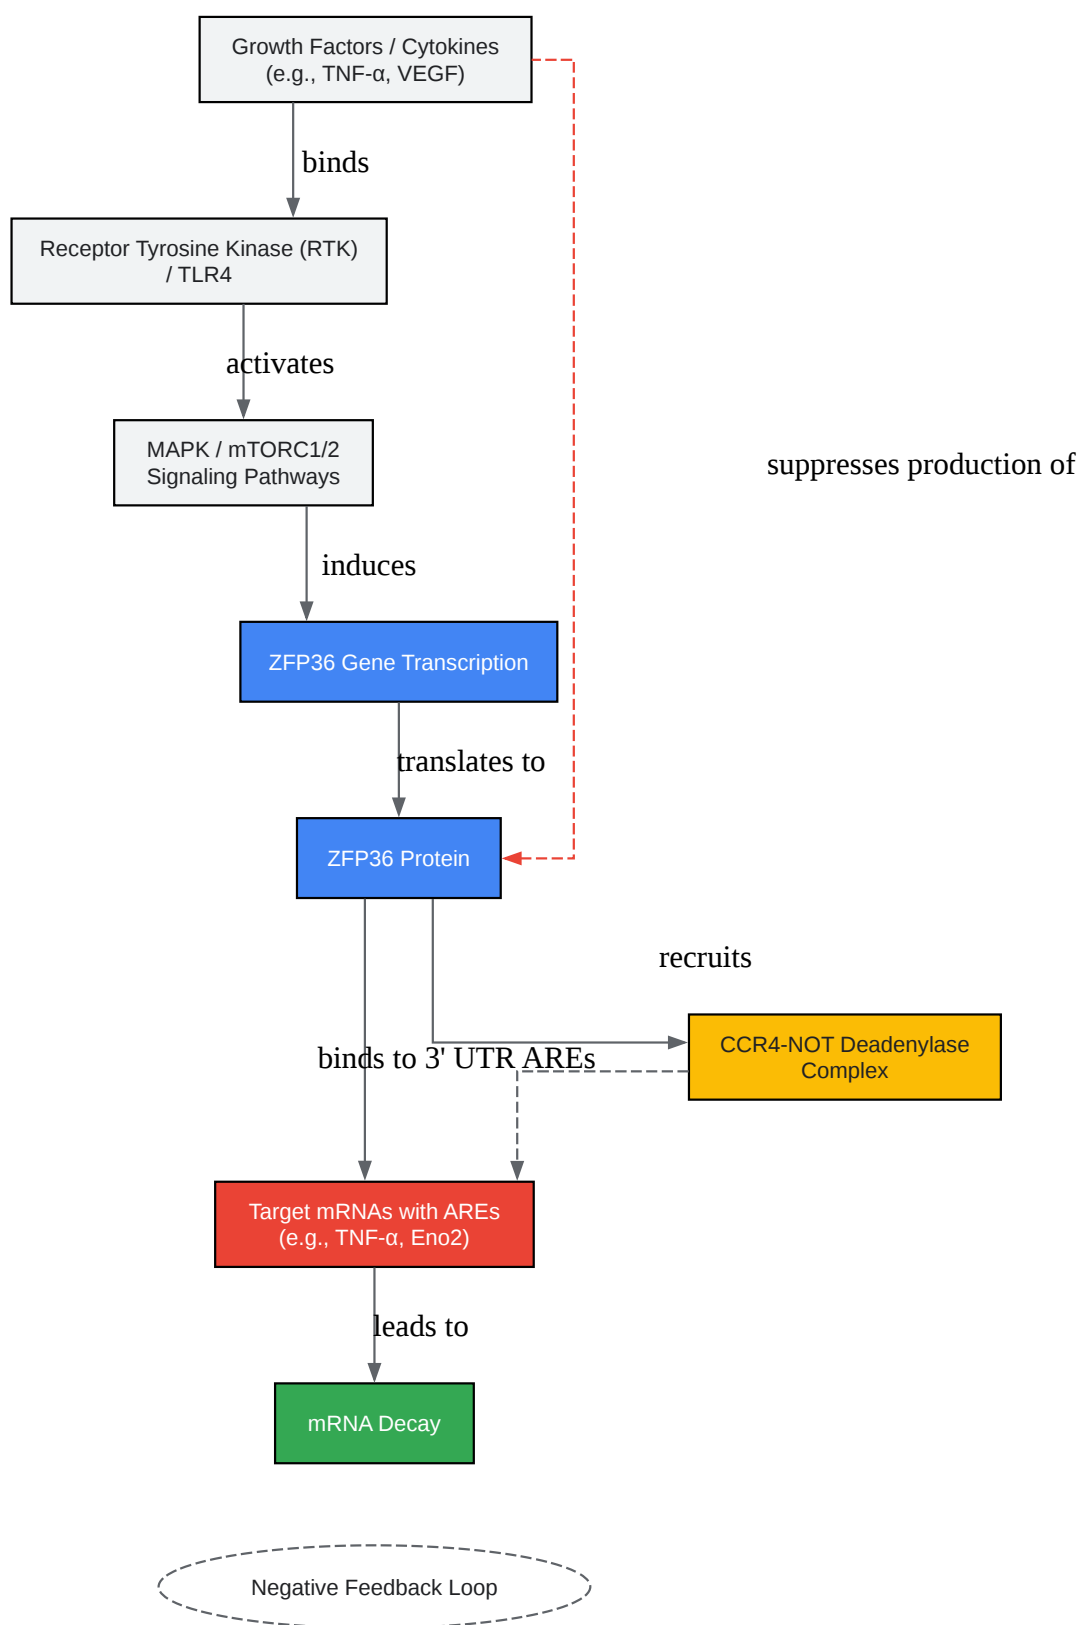 Growth Factors / Cytokines
(e.g., TNF-α, VEGF)
binds
Receptor Tyrosine Kinase (RTK)
/ TLR4
activates
MAPK / mTORC1/2
Signaling Pathways
suppresses production of
induces
ZFP36 Gene Transcription
translates to
ZFP36 Protein
recruits
CCR4-NOT Deadenylase
Complex
binds to 3' UTR AREs
Target mRNAs with AREs
(e.g., TNF-α, Eno2)
leads to
mRNA Decay
Negative Feedback Loop